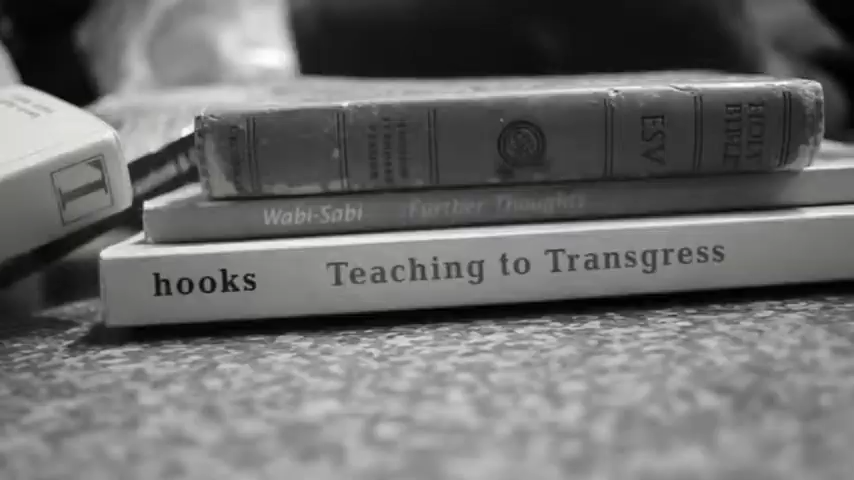 HOLY BIBLE
ESV
Wabi-Sabi Further Thoughts
hooks Teaching to Transgress